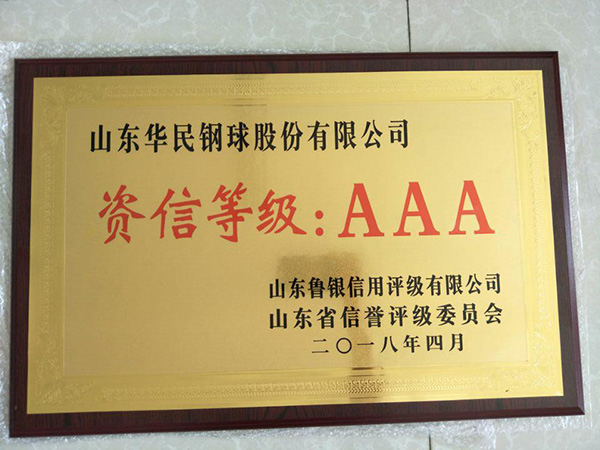 山东华民钢球股份有限公司
资信等级:AAA
山东鲁银信用评级有限公司
山东省信誉评级委员会
二〇一八年四月